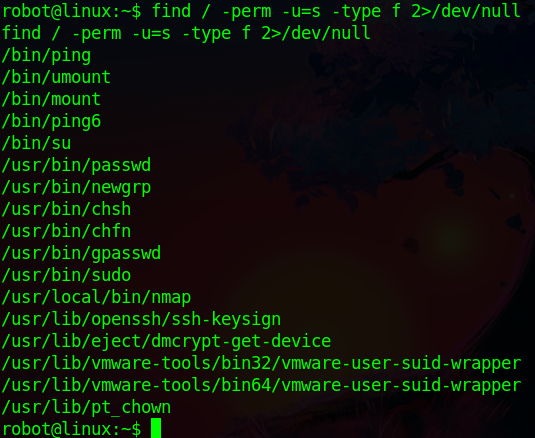 robot@linux:~$ find / -perm -u=s -type f 2>/dev/null
find / -perm -u=s -type f 2>/dev/null
/bin/ping
/bin/umount
/bin/mount
/bin/ping6
/bin/su
/usr/bin/passwd
/usr/bin/newgrp
/usr/bin/chsh
/usr/bin/chfn
/usr/bin/gpasswd
/usr/bin/sudo
/usr/local/bin/nmap
/usr/lib/openssh/ssh-keysign
/usr/lib/eject/dmcrypt-get-device
/usr/lib/vmware-tools/bin32/vmware-user-suid-wrapper
/usr/lib/vmware-tools/bin64/vmware-user-suid-wrapper
/usr/lib/pt_chown
robot@linux:~$